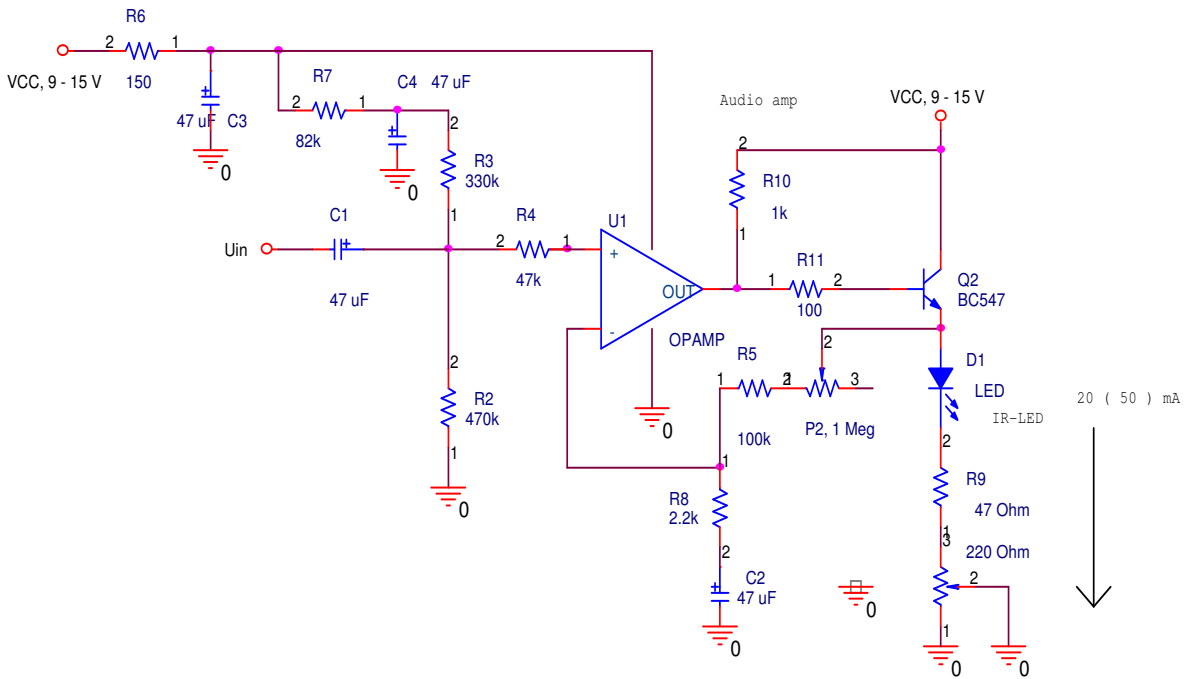 R6
2
1
VCC, 9 - 15 V
150
47 uF
C3
0
R7
2
1
82k
C4
47 uF
0
2
R3
330k
1
Audio amp
VCC, 9 - 15 V
2
R10
1k
1
Uin
C1
47 uF
R4
2
1
47k
U1
+
-
OUT
OPAMP
0
R11
1
2
100
Q2
BC547
2
R2
470k
1
0
R5
1
2
100k
1
2
3
P2, 1 Meg
D1
LED
IR-LED
20 ( 50 ) mA
1
R8
2.2k
2
C2
47 uF
0
0
2
R9
47 Ohm
1
3
220 Ohm
2
1
0
0